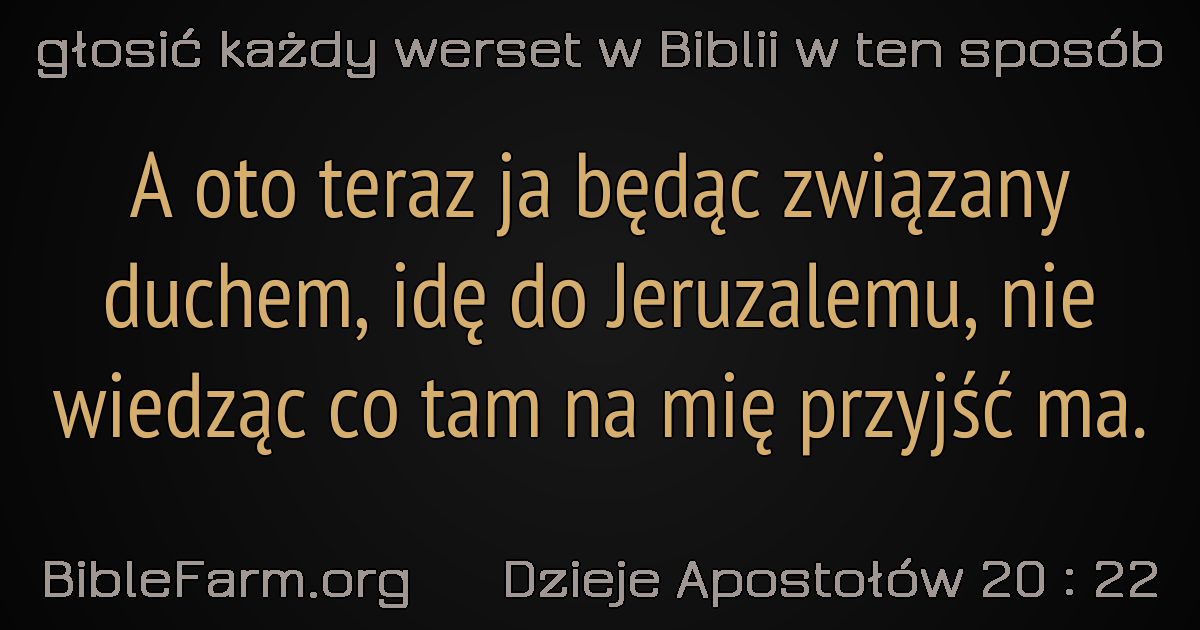 głosić każdy werset w Biblii w ten sposób
A oto teraz ja będąc związany
duchem, idę do Jeruzalemu, nie
wiedząc co tam na mię przyjść ma.
BibleFarm.org
Dzieje Apostołów 20 : 22